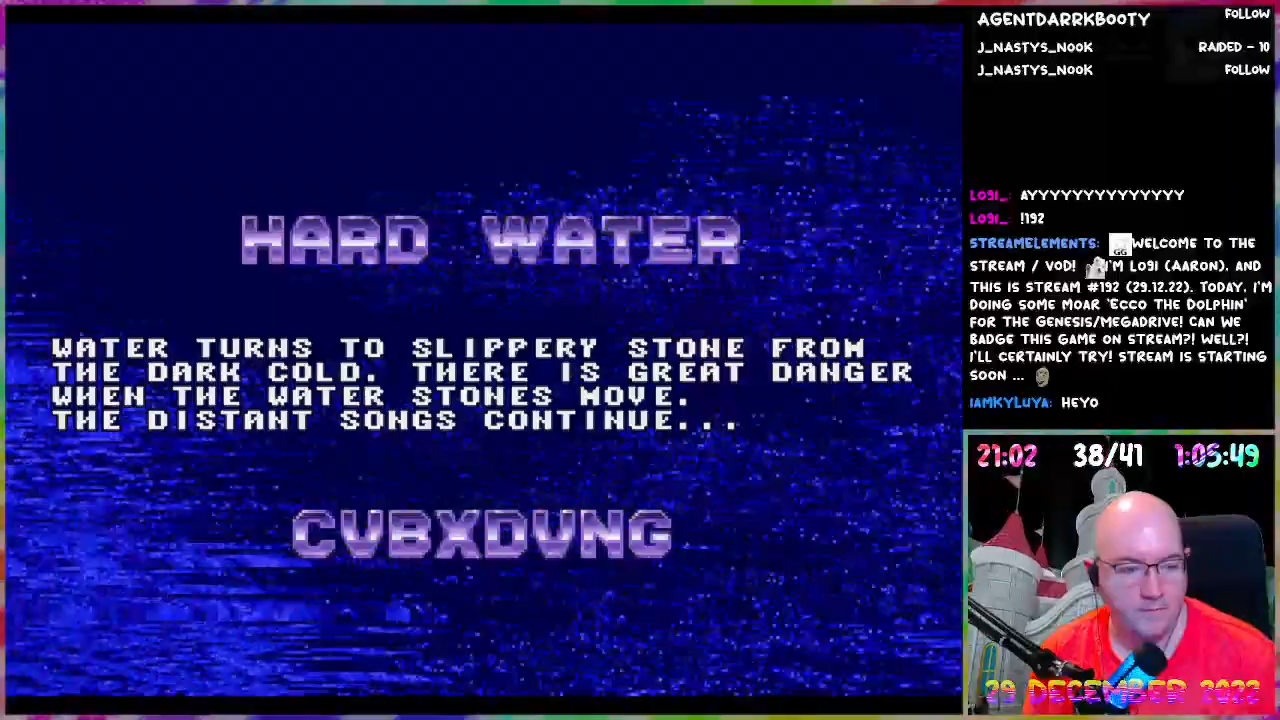 HARD WATER
WATER TURNS TO SLIPPERY STONE FROM
THE DARK COLD. THERE IS GREAT DANGER
WHEN THE WATER STONES MOVE.
THE DISTANT SONGS CONTINUE...
CVBXDVNG
AGENTDARRKBOOTY FOLLOW
J_NASTYS_NOOK RAIDED - 10
J_NASTYS_NOOK FOLLOW
LO9I_: AYYYYYYYYYYYYYY
LO9I_ !192
STREAMELEMENTS: WELCOME TO THE
STREAM / VOD! I'M LO9I (AARON), AND
THIS IS STREAM #192 (29.12.22). TODAY, I'M
DOING SOME MOAR 'ECCO THE DOLPHIN'
FOR THE GENESIS/MEGADRIVE! CAN WE
BADGE THIS GAME ON STREAM?! WELL?!
I'LL CERTAINLY TRY! STREAM IS STARTING
SOON ...
IAMKYLUYA: HEYO
21:02 38/41 1:05:49
29 DECEMBER 2022